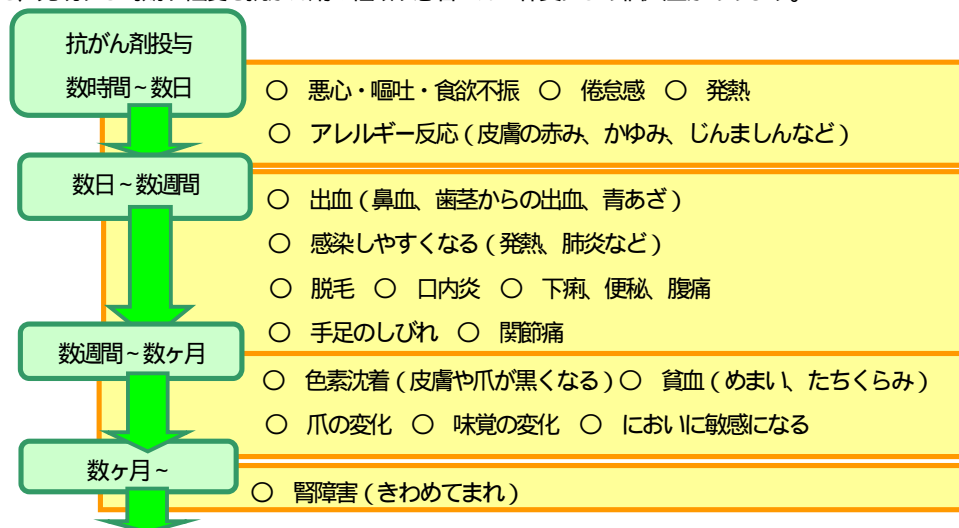 抗がん剤投与
数時間~数日
○ 悪心・嘔吐・食欲不振 ○ 倦怠感 ○ 発熱
○ アレルギー反応(皮膚の赤み、かゆみ、じんましんなど)
数日~数週間
○ 出血(鼻血、歯茎からの出血、青あざ)
○ 感染しやすくなる(発熱、肺炎など)
○ 脱毛 ○ 口内炎 ○ 下痢、便秘、腹痛
○ 手足のしびれ ○ 関節痛
数週間~数ヶ月
○ 色素沈着(皮膚や爪が黒くなる)○ 貧血(めまい、たちくらみ)
○ 爪の変化 ○ 味覚の変化 ○ においに敏感になる
数ヶ月~
○ 腎障害(きわめてまれ)